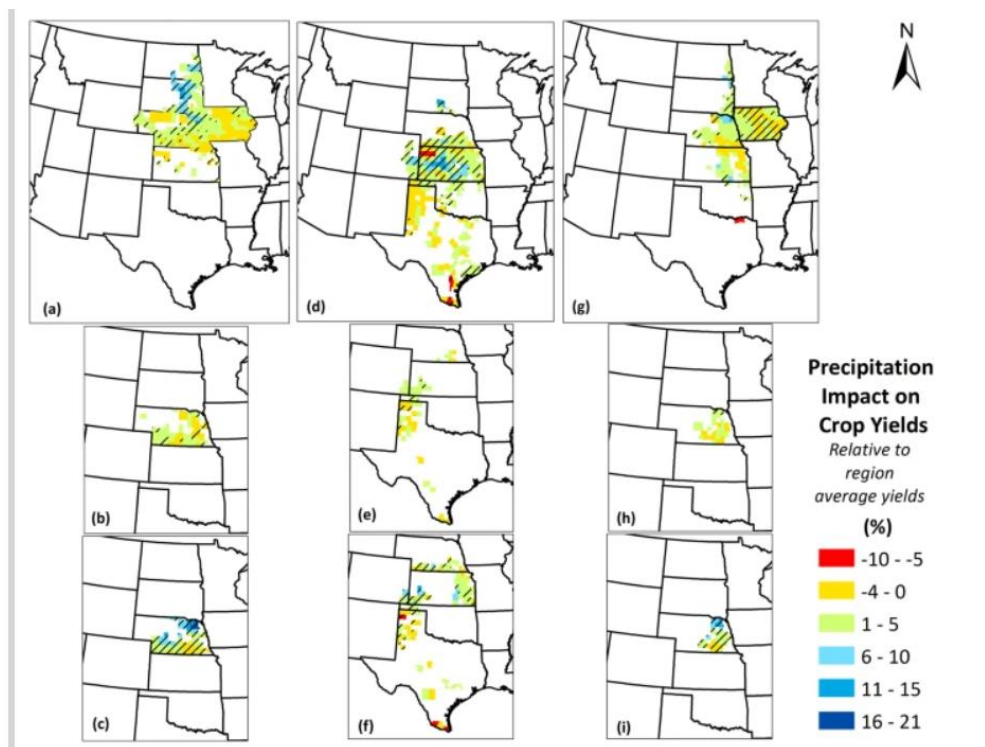 N
(a)
(d)
(g)
(b)
(e)
(h)
(c)
(f)
(i)
Precipitation
Impact on
Crop Yields
Relative to
region
average yields
(%)
-10 - -5
-4 - 0
1 - 5
6 - 10
11 - 15
16 - 21